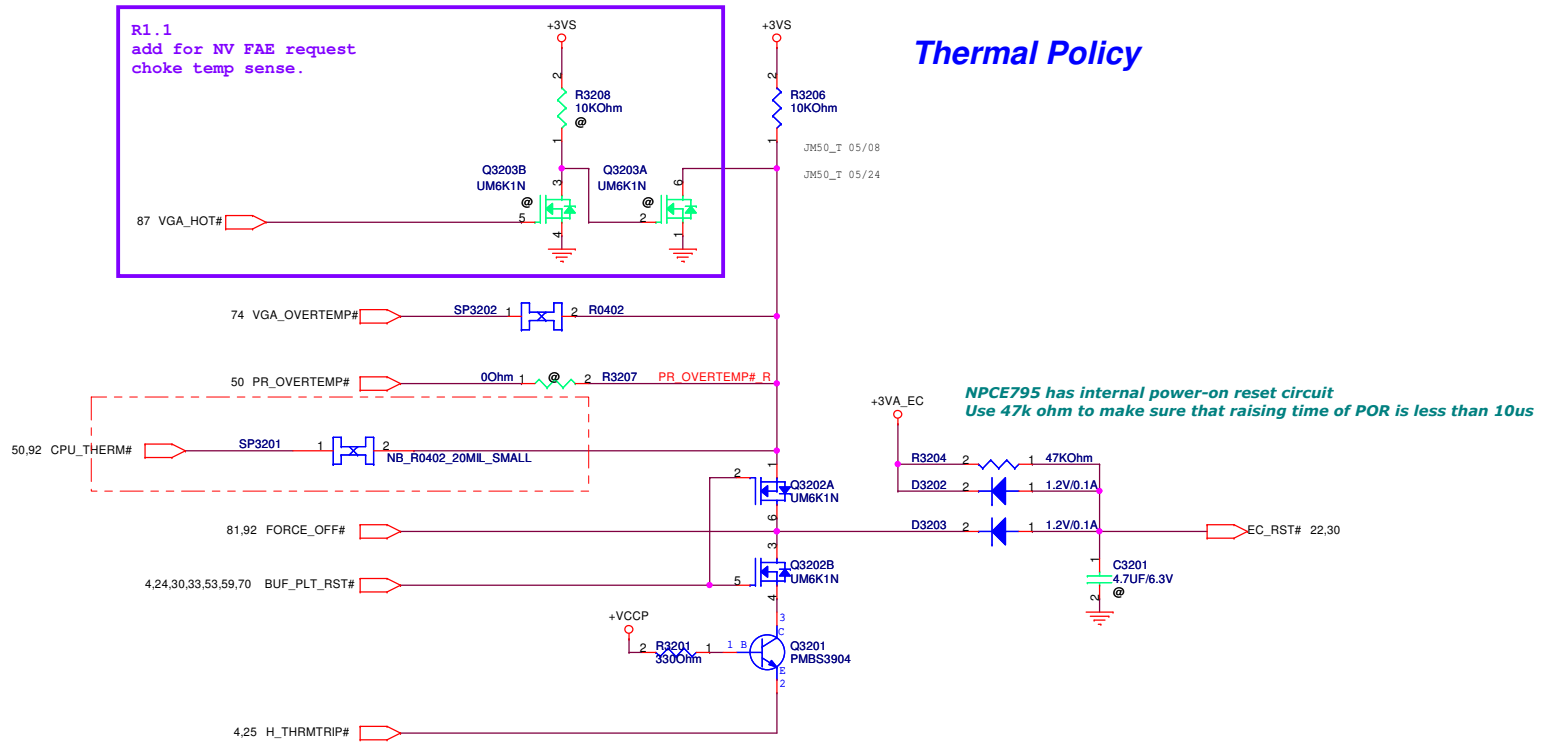 R1.1
add for NV FAE request
choke temp sense.
Thermal Policy
+3VS
+3VS
2
R3208
10KOhm
@
1
2
R3206
10KOhm
1
JM50_T 05/08
JM50_T 05/24
Q3203B
UM6K1N
@
3
5
4
Q3203A
UM6K1N
@
6
2
1
87 VGA_HOT#
74 VGA_OVERTEMP#
SP3202
1
2
R0402
50 PR_OVERTEMP#
0Ohm
1
@
2
R3207
PR_OVERTEMP#_R
50,92 CPU_THERM#
SP3201
1
2
NB_R0402_20MIL_SMALL
NPCE795 has internal power-on reset circuit
Use 47k ohm to make sure that raising time of POR is less than 10us
+3VA_EC
R3204
2
1
47KOhm
D3202
2
1
1.2V/0.1A
D3203
2
1
1.2V/0.1A
1
2
Q3202A
UM6K1N
6
81,92 FORCE_OFF#
EC_RST# 22,30
3
Q3202B
UM6K1N
5
4
4,24,30,33,53,59,70 BUF_PLT_RST#
1
C3201
4.7UF/6.3V
@
2
+VCCP
2
R3201
330Ohm
1
1
B
3
C
Q3201
PMBS3904
E
2
4,25 H_THRMTRIP#